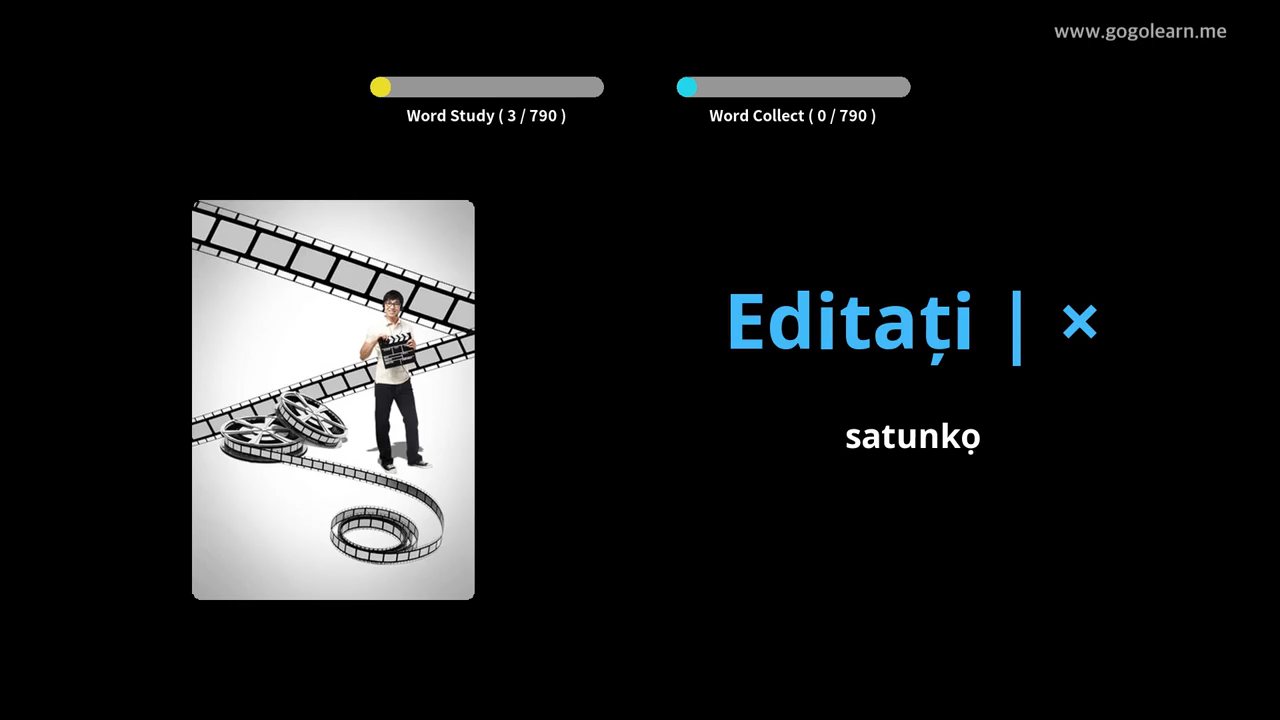 www.gogolearn.me
Word Study ( 3 / 790 )
Word Collect ( 0 / 790 )
Editați | ×
satunkọ